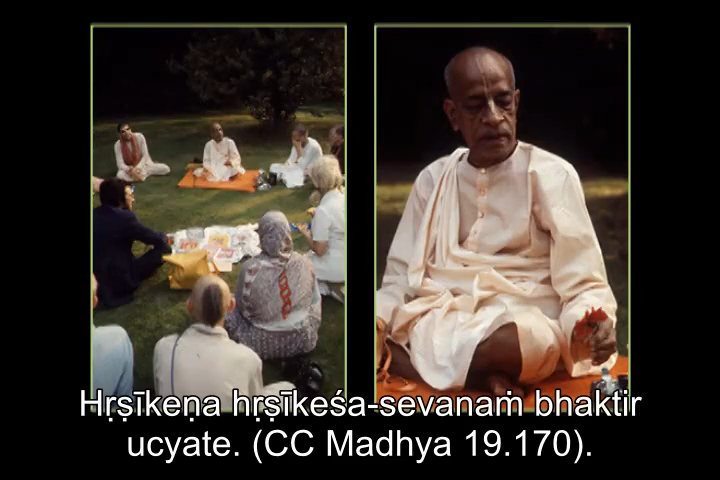 Hṛṣīkeṇa hṛṣīkeśa-sevanaṁ bhaktir
ucyate. (CC Madhya 19.170).